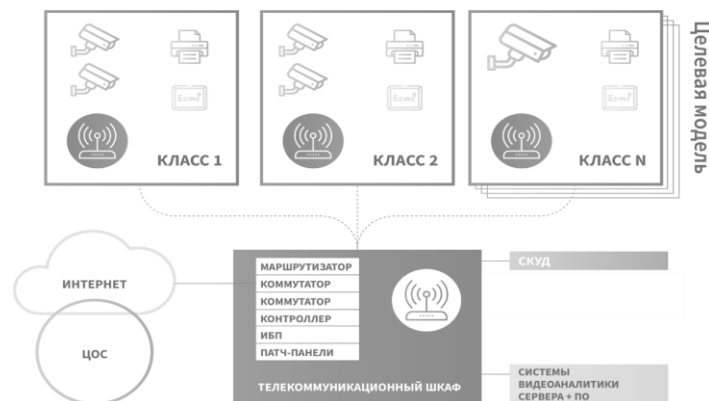 Целевая модель
КЛАСС 1
КЛАСС 2
КЛАСС N
ИНТЕРНЕТ
ЦОС
МАРШРУТИЗАТОР
КОММУТАТОР
КОММУТАТОР
КОНТРОЛЛЕР
ИБП
ПАТЧ-ПАНЕЛИ
ТЕЛЕКОММУНИКАЦИОННЫЙ ШКАФ
СКУД
СИСТЕМЫ
ВИДЕОАНАЛИТИКИ
СЕРВЕРА + ПО